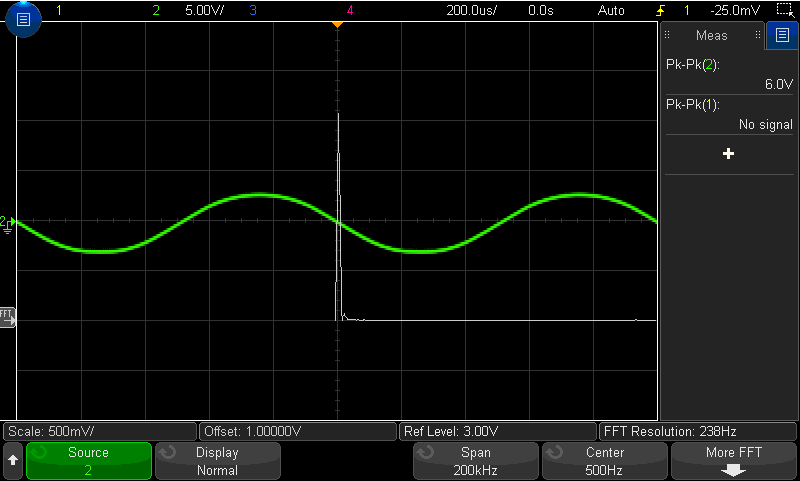 1 2 5.00V/ 3 4 200.0us/ 0.0s Auto 1 -25.0mV
Meas
Pk-Pk(2):
6.0V
Pk-Pk(1):
No signal
2
FFT
Scale: 500mV/ Offset: 1.00000V Ref Level: 3.00V FFT Resolution: 238Hz
Source Display Span Center More FFT
2 Normal 200kHz 500Hz